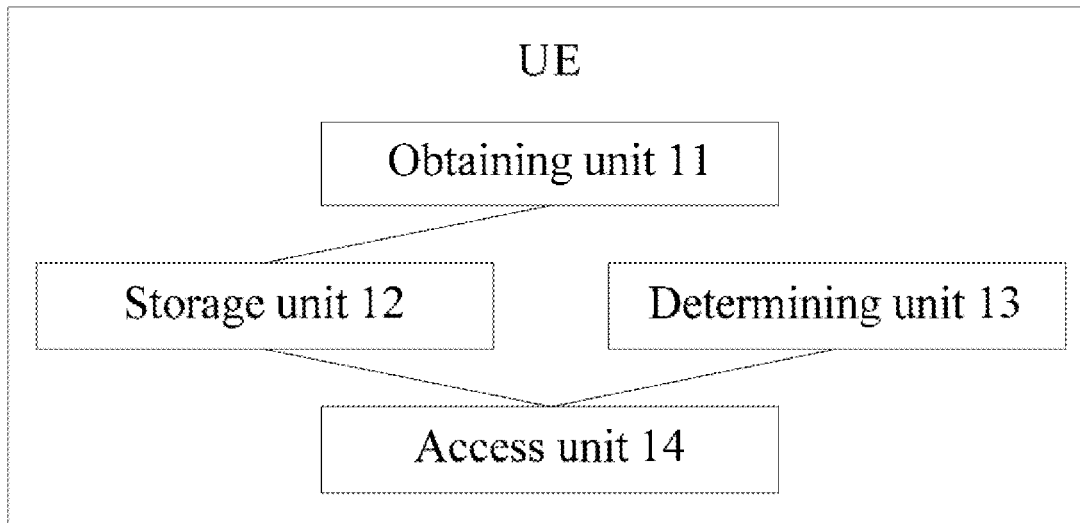 UE
Obtaining unit 11
Storage unit 12
Determining unit 13
Access unit 14